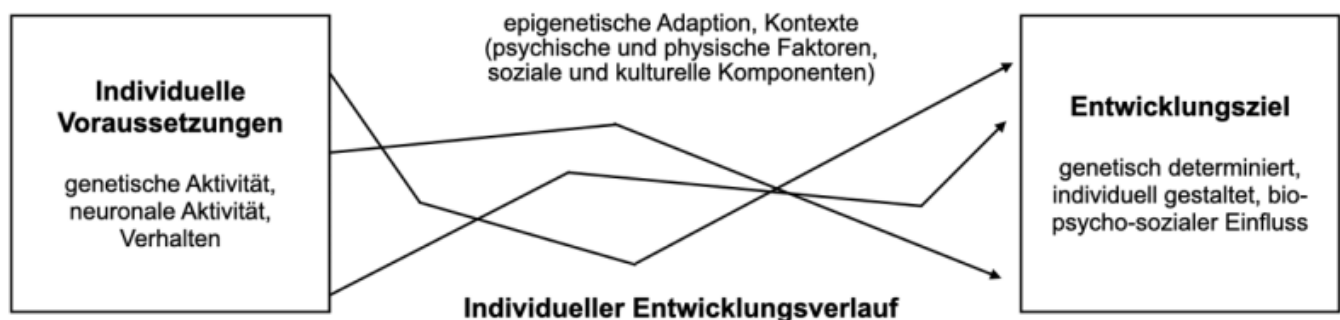 Individuelle
Voraussetzungen
genetische Aktivität,
neuronale Aktivität,
Verhalten
epigenetische Adaption, Kontexte
(psychische und physische Faktoren,
soziale und kulturelle Komponenten)
Individueller Entwicklungsverlauf
Entwicklungsziel
genetisch determiniert,
individuell gestaltet, bio-
psycho-sozialer Einfluss